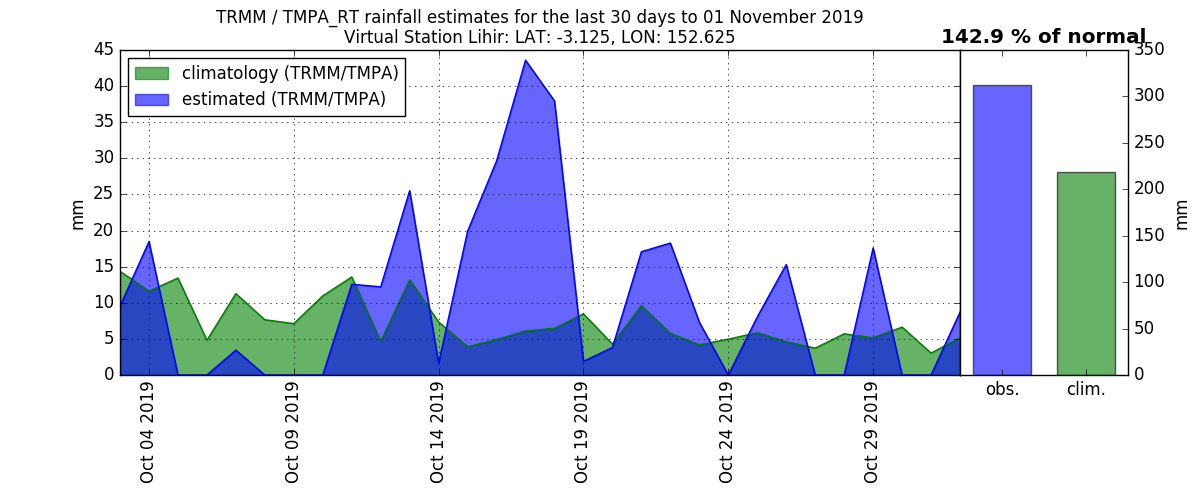 TRMM / TMPA_RT rainfall estimates for the last 30 days to 01 November 2019
Virtual Station Lihir: LAT: -3.125, LON: 152.625
142.9 % of normal
climatology (TRMM/TMPA)
estimated (TRMM/TMPA)
mm
45
40
35
30
25
20
15
10
5
0
Oct 04 2019
Oct 09 2019
Oct 14 2019
Oct 19 2019
Oct 24 2019
Oct 29 2019
350
300
250
200
150
100
50
0
mm
obs.
clim.